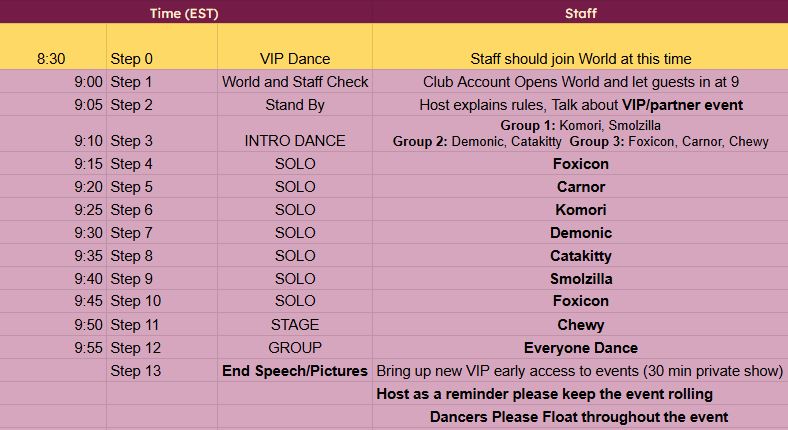 Time (EST) Staff
8:30 Step 0 VIP Dance Staff should join World at this time
9:00 Step 1 World and Staff Check Club Account Opens World and let guests in at 9
9:05 Step 2 Stand By Host explains rules, Talk about VIP/partner event
Group 1: Komori, Smolzilla
9:10 Step 3 INTRO DANCE Group 2: Demonic, Catakitty Group 3: Foxicon, Carnor, Chewy
9:15 Step 4 SOLO Foxicon
9:20 Step 5 SOLO Carnor
9:25 Step 6 SOLO Komori
9:30 Step 7 SOLO Demonic
9:35 Step 8 SOLO Catakitty
9:40 Step 9 SOLO Smolzilla
9:45 Step 10 SOLO Foxicon
9:50 Step 11 STAGE Chewy
9:55 Step 12 GROUP Everyone Dance
Step 13 End Speech/Pictures Bring up new VIP early access to events (30 min private show)
Host as a reminder please keep the event rolling
Dancers Please Float throughout the event